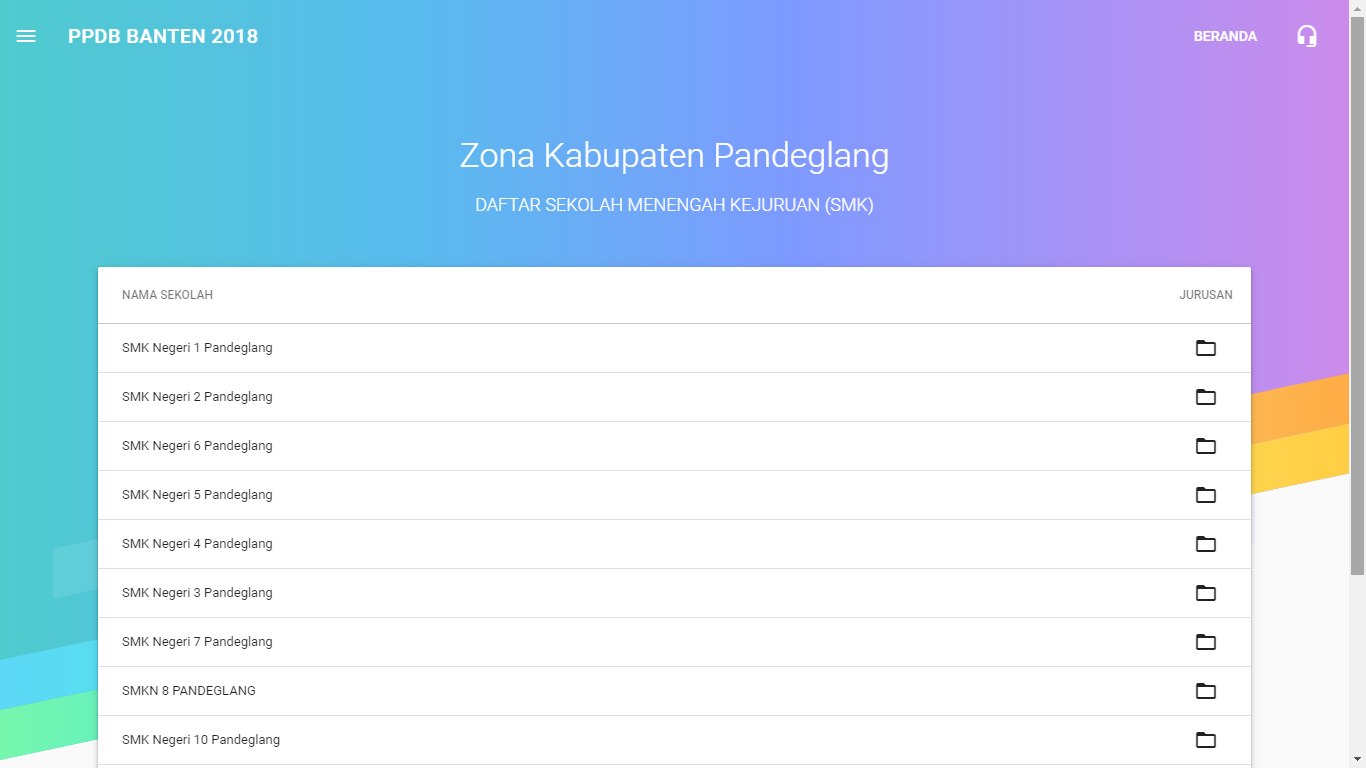 PPDB BANTEN 2018
BERANDA
Zona Kabupaten Pandeglang
DAFTAR SEKOLAH MENENGAH KEJURUAN (SMK)
NAMA SEKOLAH JURUSAN
SMK Negeri 1 Pandeglang
SMK Negeri 2 Pandeglang
SMK Negeri 6 Pandeglang
SMK Negeri 5 Pandeglang
SMK Negeri 4 Pandeglang
SMK Negeri 3 Pandeglang
SMK Negeri 7 Pandeglang
SMKN 8 PANDEGLANG
SMK Negeri 10 Pandeglang